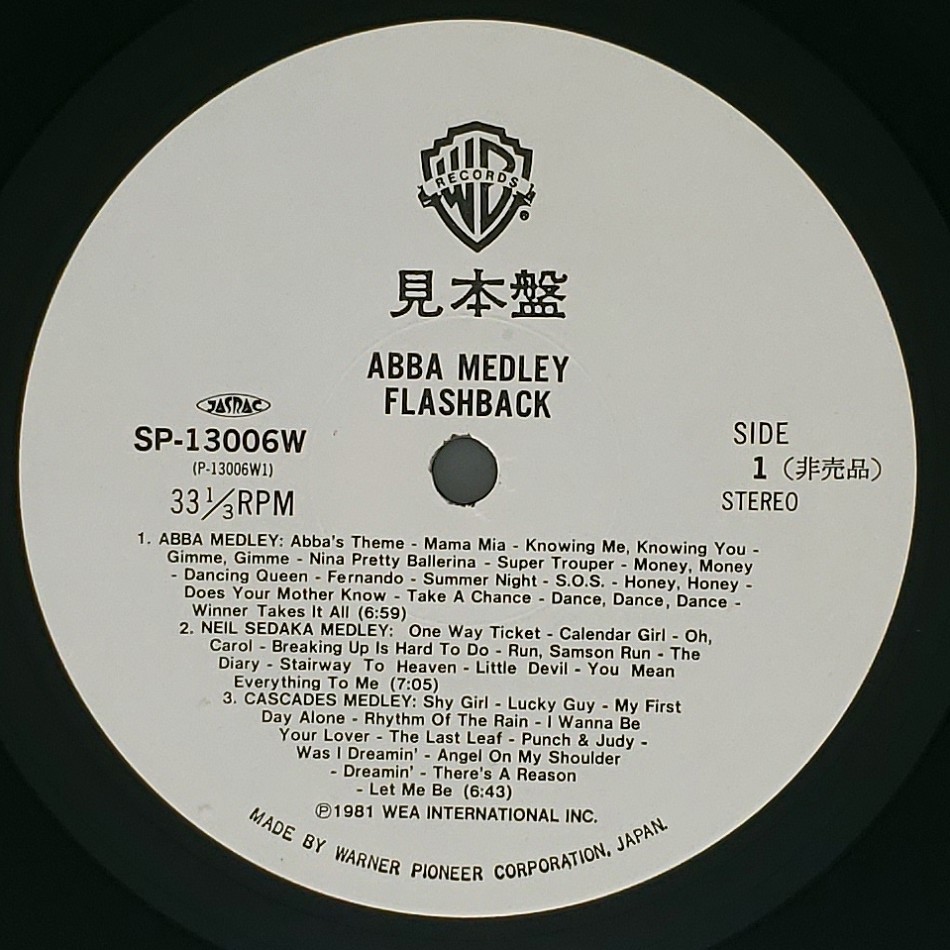 WB
RECORDS
®
見本盤
ABBA MEDLEY
FLASHBACK
JASRAC
SP-13006W
(P-13006W1)
33 1/3 RPM
SIDE
1 (非売品)
STEREO
1. ABBA MEDLEY: Abba's Theme - Mama Mia - Knowing Me, Knowing You -
Gimme, Gimme - Nina Pretty Ballerina - Super Trouper - Money, Money
- Dancing Queen - Fernando - Summer Night - S.O.S. - Honey, Honey -
Does Your Mother Know - Take A Chance - Dance, Dance, Dance -
Winner Takes It All (6:59)
2. NEIL SEDAKA MEDLEY: One Way Ticket - Calendar Girl - Oh,
Carol - Breaking Up Is Hard To Do - Run, Samson Run - The
Diary - Stairway To Heaven - Little Devil - You Mean
Everything To Me (7:05)
3. CASCADES MEDLEY: Shy Girl - Lucky Guy - My First
Day Alone - Rhythm Of The Rain - I Wanna Be
Your Lover - The Last Leaf - Punch & Judy -
Was I Dreamin' - Angel On My Shoulder
- Dreamin' - There's A Reason
- Let Me Be (6:43)
℗1981 WEA INTERNATIONAL INC.
MADE BY WARNER PIONEER CORPORATION, JAPAN.